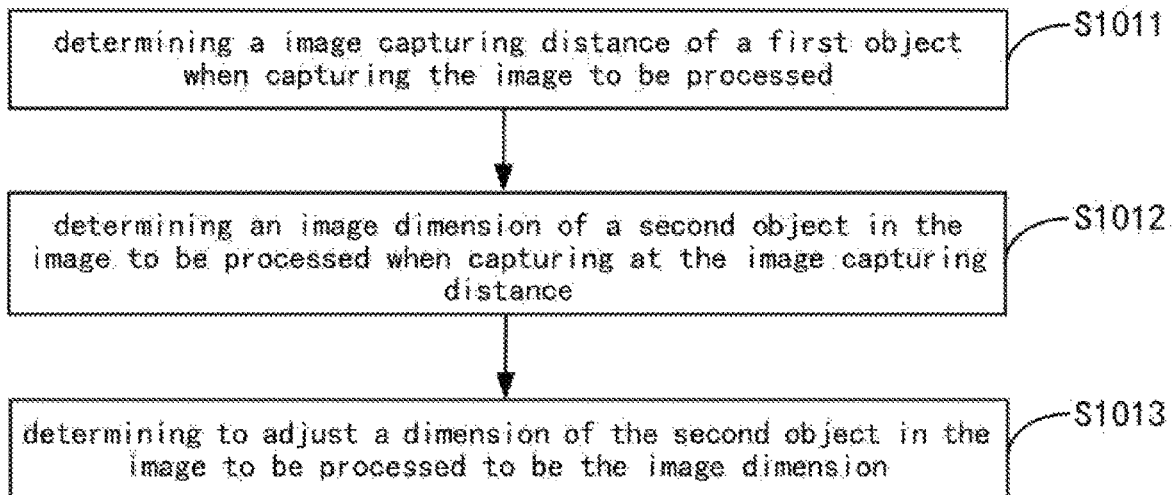 determining a image capturing distance of a first object
when capturing the image to be processed
S1011
determining an image dimension of a second object in the
image to be processed when capturing at the image capturing
distance
S1012
determining to adjust a dimension of the second object in the
image to be processed to be the image dimension
S1013